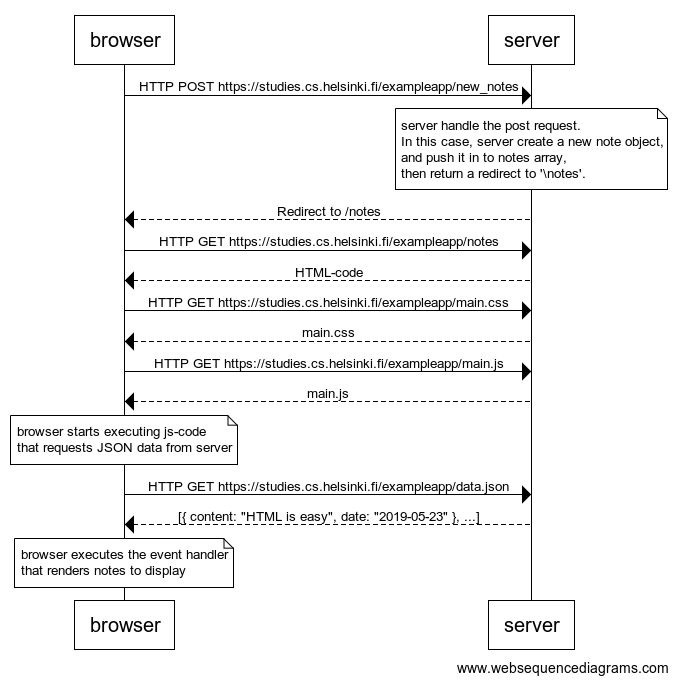 browser
server
HTTP POST https://studies.cs.helsinki.fi/exampleapp/new_notes
server handle the post request.
In this case, server create a new note object,
and push it in to notes array,
then return a redirect to '\notes'.
Redirect to /notes
HTTP GET https://studies.cs.helsinki.fi/exampleapp/notes
HTML-code
HTTP GET https://studies.cs.helsinki.fi/exampleapp/main.css
main.css
HTTP GET https://studies.cs.helsinki.fi/exampleapp/main.js
main.js
browser starts executing js-code
that requests JSON data from server
HTTP GET https://studies.cs.helsinki.fi/exampleapp/data.json
[{ content: "HTML is easy", date: "2019-05-23" }, ...]
browser executes the event handler
that renders notes to display
browser
server
www.websequencediagrams.com